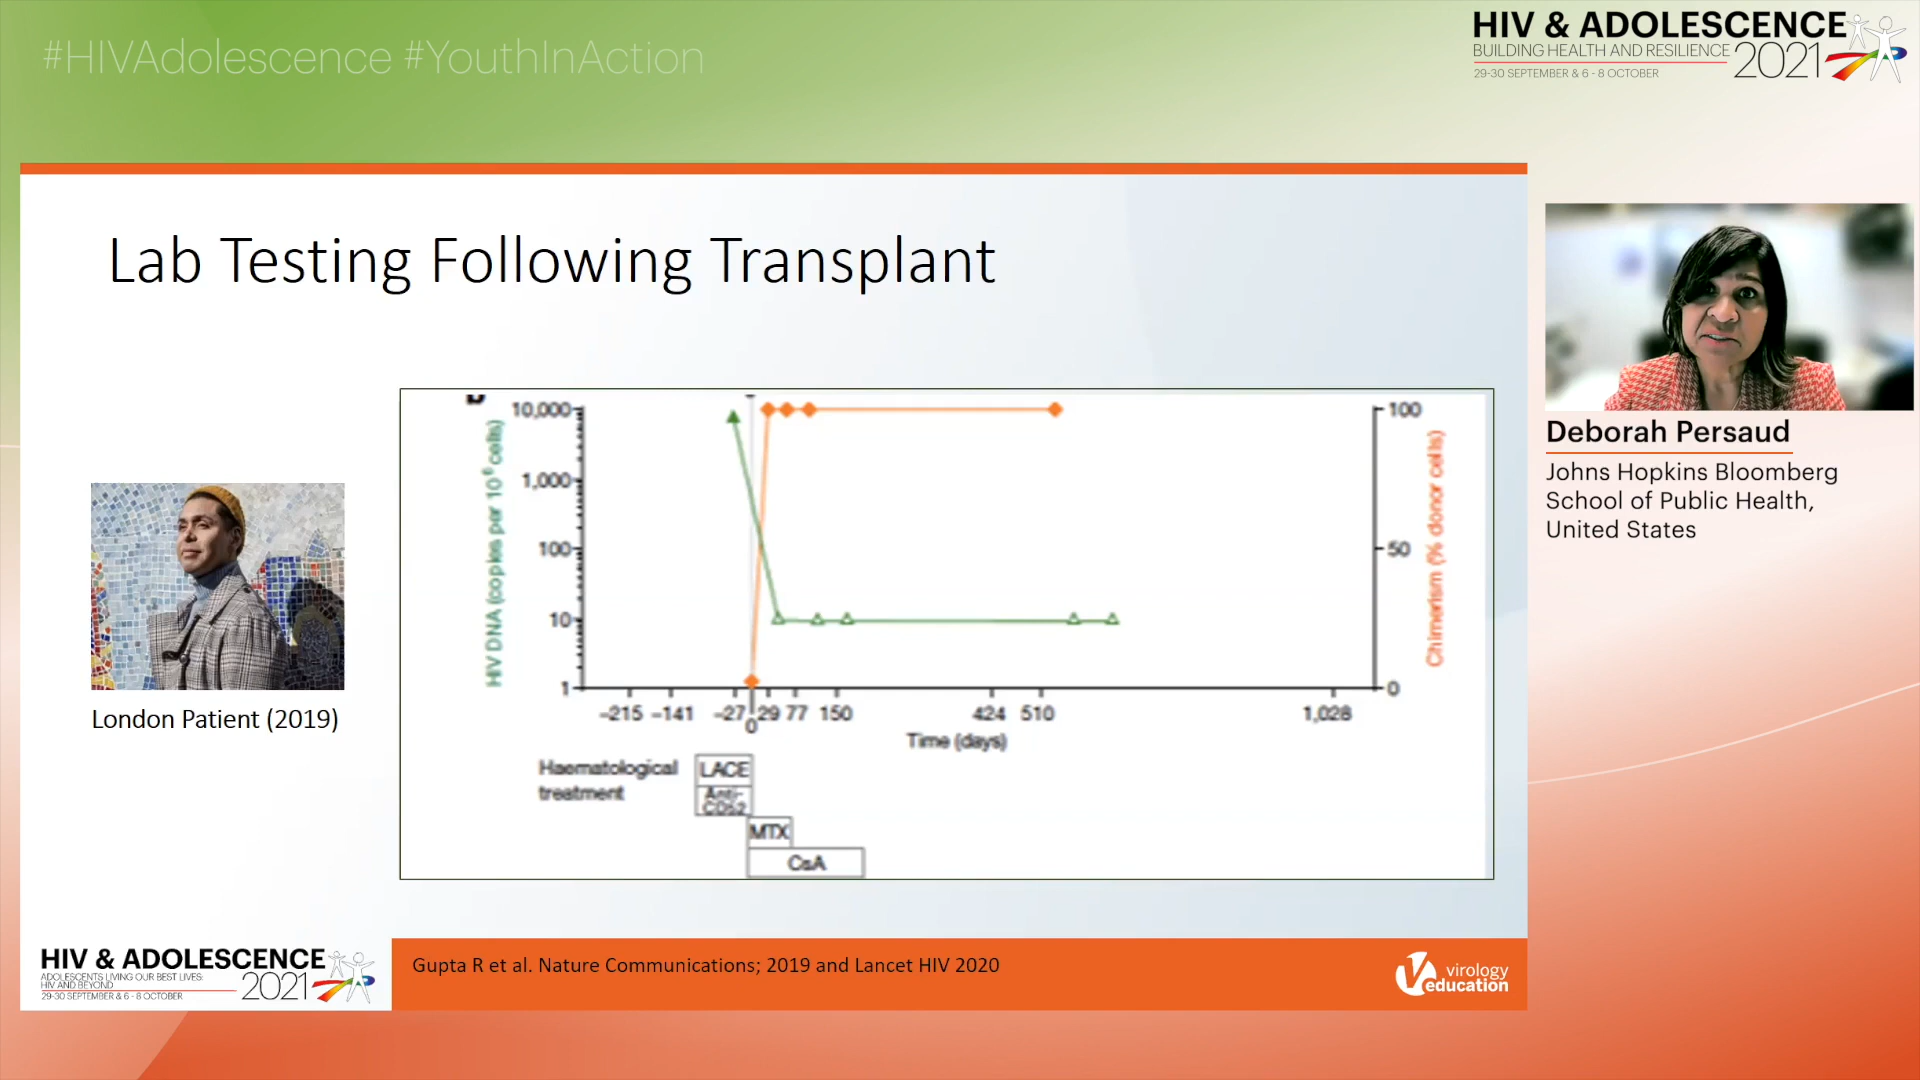 #HIVAdolescence #YouthInAction
HIV & ADOLESCENCE
BUILDING HEALTH AND RESILIENCE
2021
29-30 SEPTEMBER & 6 - 8 OCTOBER
Lab Testing Following Transplant
London Patient (2019)
b
HIV DNA (copies per 10⁶ cells)
10,000
1,000
100
10
1
100
50
0
Chimerism (% donor cells)
-215 -141 -27 0 29 77 150 424 510 1,028
Time (days)
Haematological
treatment
LACE
Anti-
CD52
MTX
CsA
Deborah Persaud
Johns Hopkins Bloomberg
School of Public Health,
United States
HIV & ADOLESCENCE
ADOLESCENTS LIVING OUR BEST LIVES:
HIV AND BEYOND
2021
29-30 SEPTEMBER & 6 - 8 OCTOBER
Gupta R et al. Nature Communications; 2019 and Lancet HIV 2020
virology
education